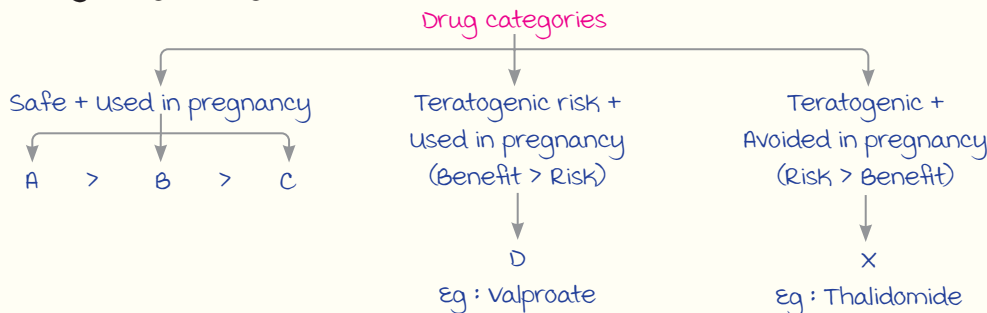 Drug categories
Safe + Used in pregnancy
A > B > C
Teratogenic risk +
Used in pregnancy
(Benefit > Risk)
D
Eg : Valproate
Teratogenic +
Avoided in pregnancy
(Risk > Benefit)
X
Eg : Thalidomide